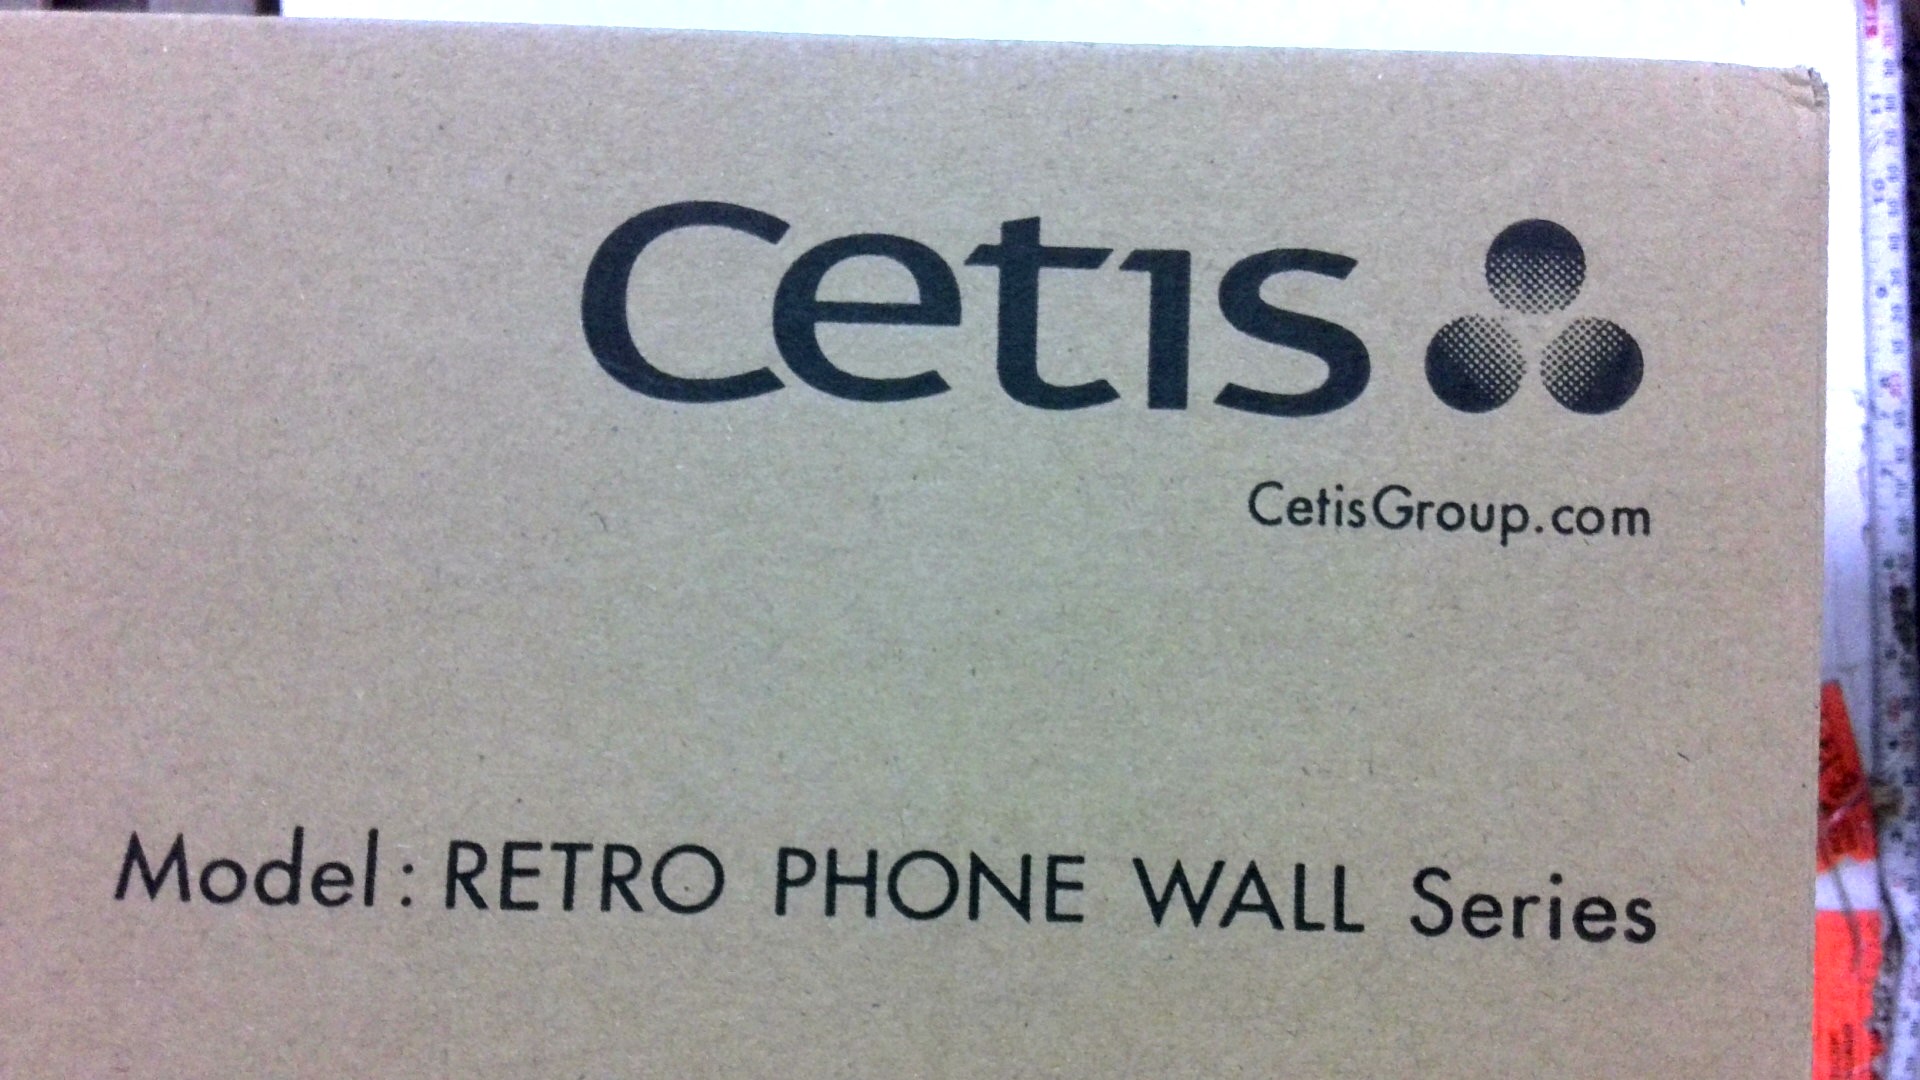 Cetis
CetisGroup.com
Model: RETRO PHONE WALL Series